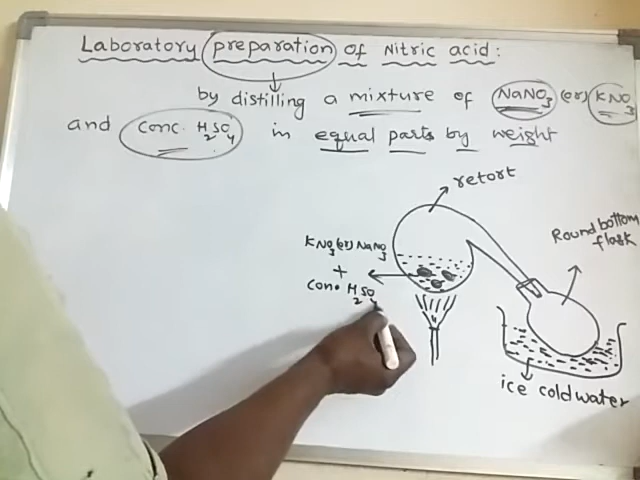 Laboratory preparation of Nitric acid:
by distilling a mixture of NaNO3 (or) KNO3
and conc. H2SO4 in equal parts by weight
retort
Round bottom
flask
KNO3 (or) NaNO3
+
Conc. H2SO4
ice cold water